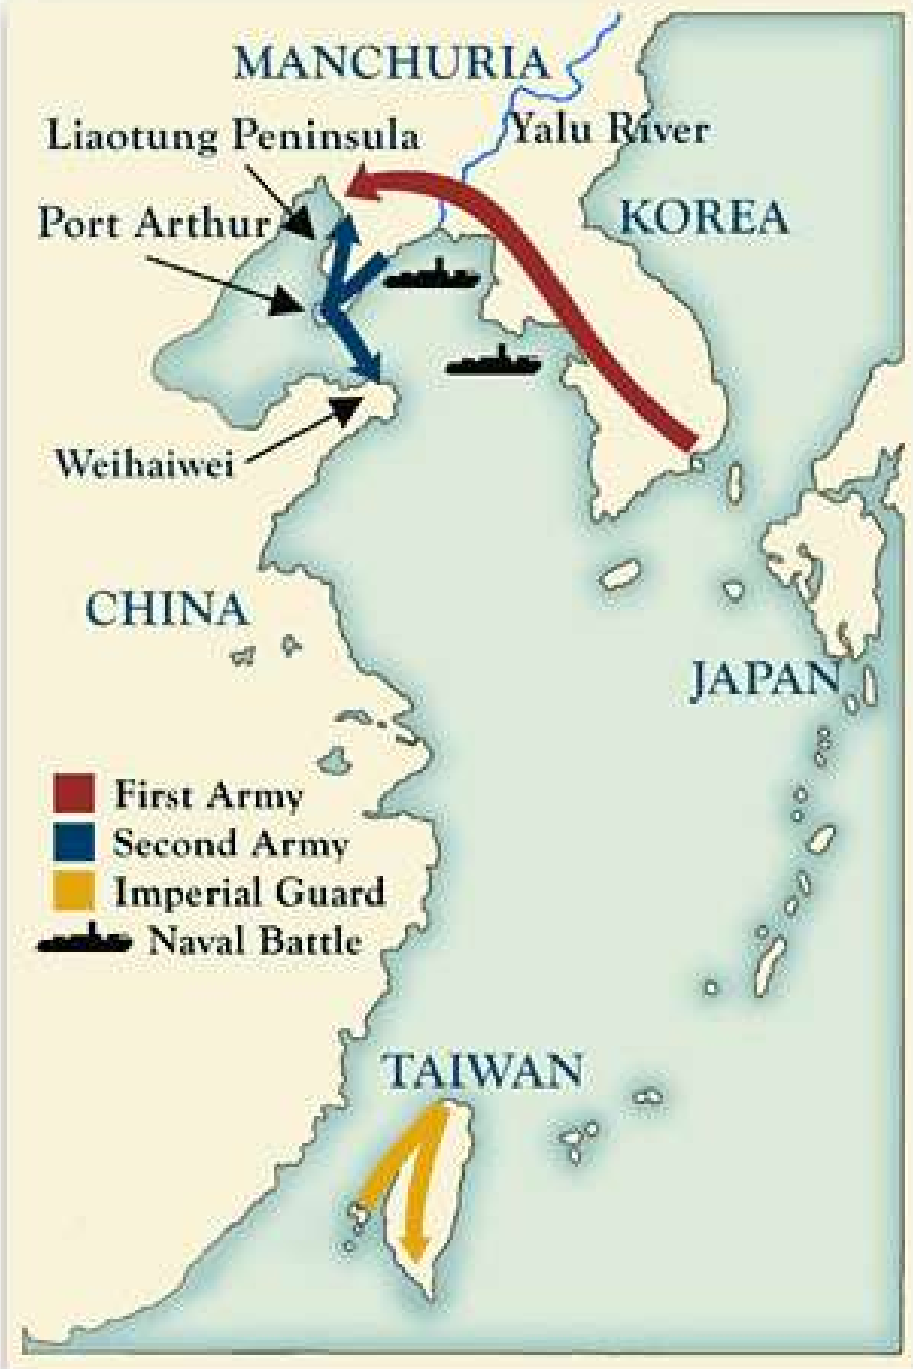 MANCHURIA
Liaotung Peninsula
Yalu River
Port Arthur
KOREA
Weihaiwei
CHINA
JAPAN
First Army
Second Army
Imperial Guard
Naval Battle
TAIWAN